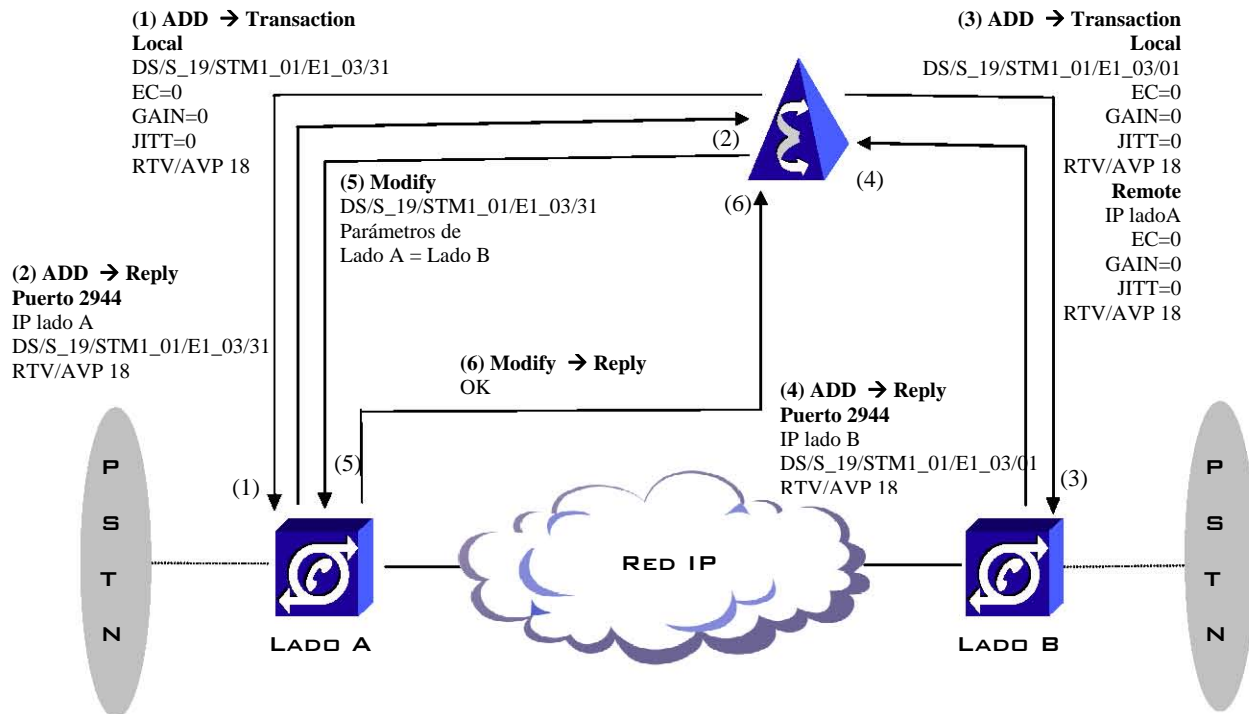 (1) ADD → Transaction
Local
DS/S_19/STM1_01/E1_03/31
EC=0
GAIN=0
JITT=0
RTV/AVP 18
(3) ADD → Transaction
Local
DS/S_19/STM1_01/E1_03/01
EC=0
GAIN=0
JITT=0
RTV/AVP 18
Remote
IP ladoA
EC=0
GAIN=0
JITT=0
RTV/AVP 18
(2)
(4)
(6)
(5) Modify
DS/S_19/STM1_01/E1_03/31
Parámetros de
Lado A = Lado B
(2) ADD → Reply
Puerto 2944
IP lado A
DS/S_19/STM1_01/E1_03/31
RTV/AVP 18
(6) Modify → Reply
OK
(4) ADD → Reply
Puerto 2944
IP lado B
DS/S_19/STM1_01/E1_03/01
RTV/AVP 18
(1)
(5)
(3)
PSTN
RED IP
PSTN
LADO A
LADO B